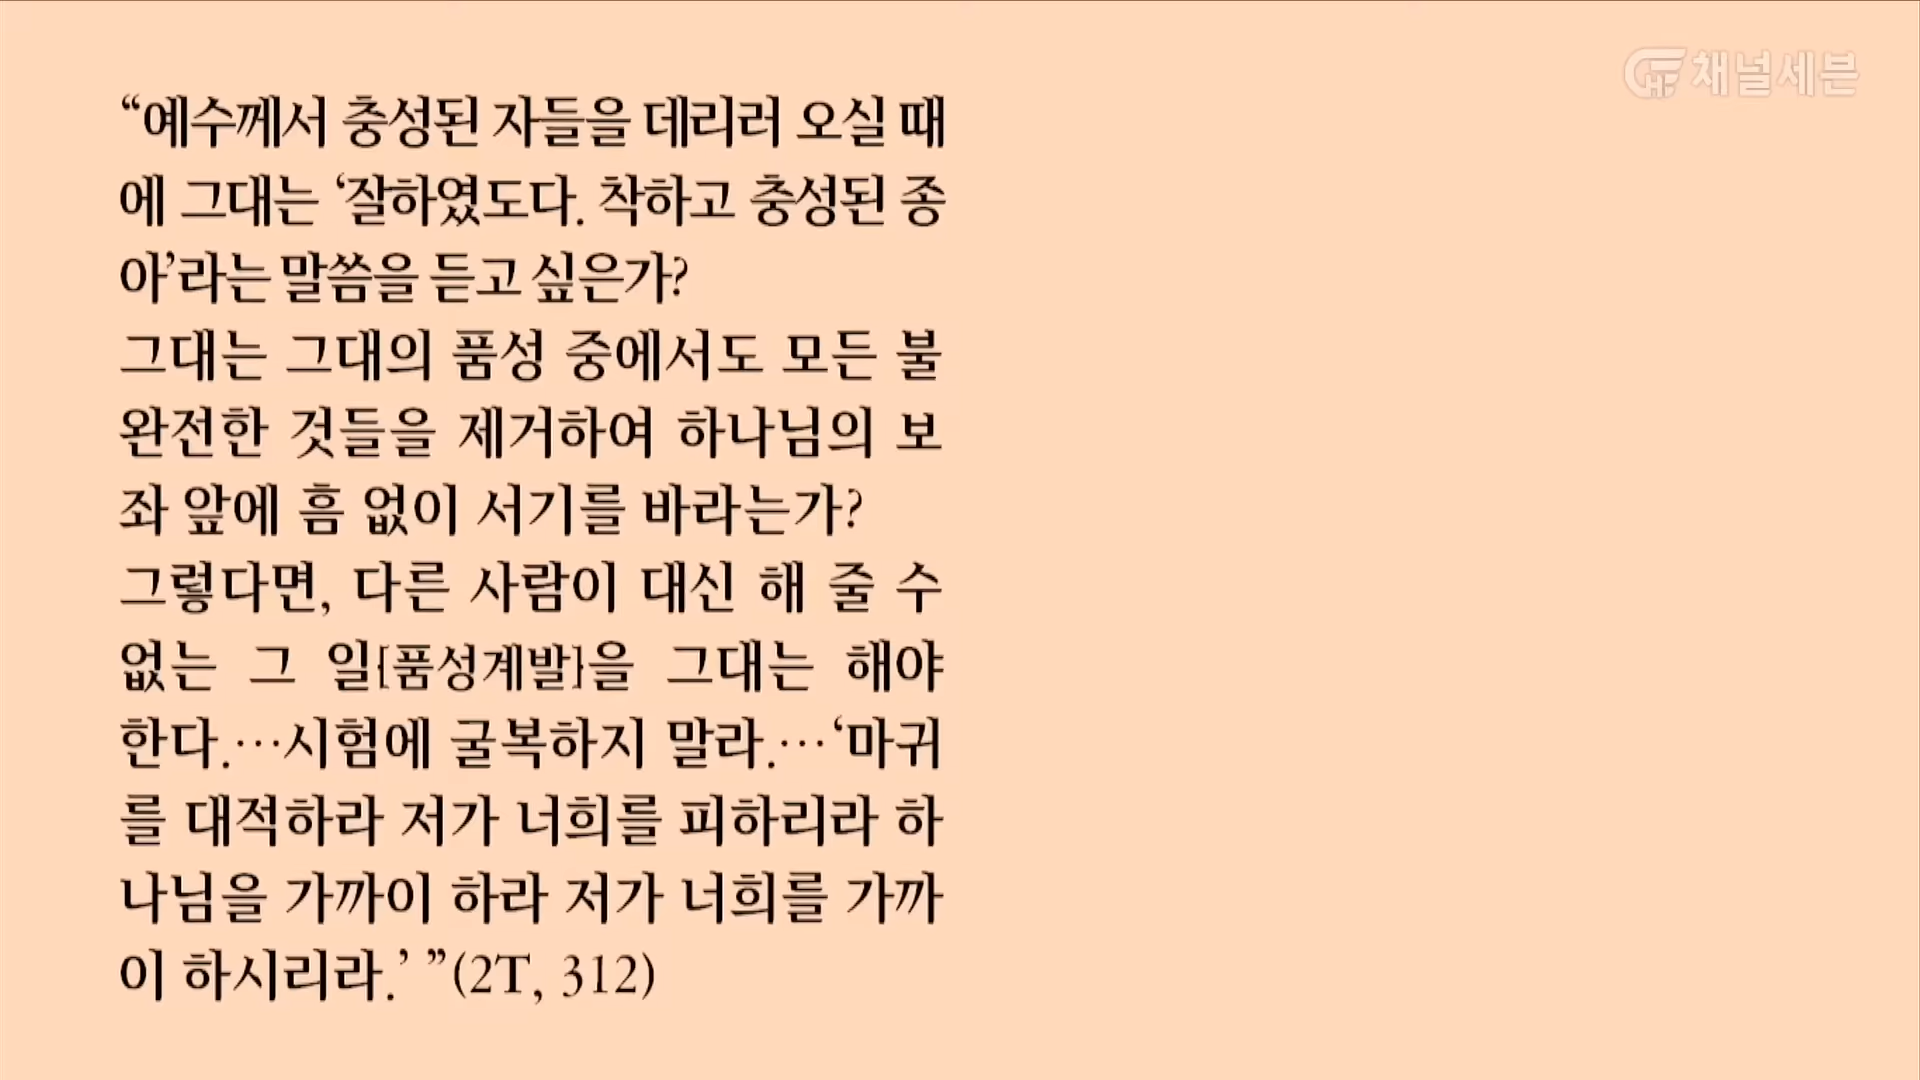 채널세븐
“예수께서 충성된 자들을 데리러 오실 때
에 그대는 ‘잘하였도다. 착하고 충성된 종
아’라는 말씀을 듣고 싶은가?
그대는 그대의 품성 중에서도 모든 불
완전한 것들을 제거하여 하나님의 보
좌 앞에 흠 없이 서기를 바라는가?
그렇다면, 다른 사람이 대신 해 줄 수
없는 그 일{품성계발}을 그대는 해야
한다.…시험에 굴복하지 말라.…‘마귀
를 대적하라 저가 너희를 피하리라 하
나님을 가까이 하라 저가 너희를 가까
이 하시리라.’ ”(2T, 312)